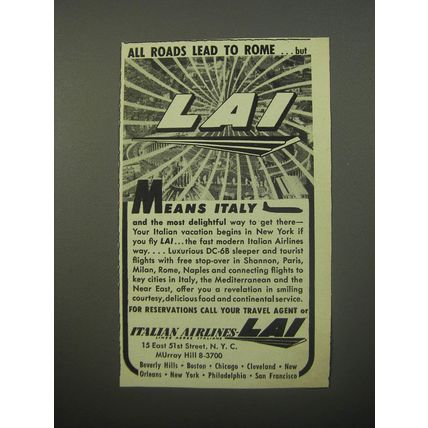 ALL ROADS LEAD TO ROME ...but
LAI
MEANS ITALY
and the most delightful way to get there—
Your Italian vacation begins in New York if
you fly LAI...the fast modern Italian Airlines
way.... Luxurious DC-6B sleeper and tourist
flights with free stop-over in Shannon, Paris,
Milan, Rome, Naples and connecting flights to
key cities in Italy, the Mediterranean and the
Near East, offer you a revelation in smiling
courtesy, delicious food and continental service.
FOR RESERVATIONS CALL YOUR TRAVEL AGENT or
ITALIAN AIRLINES LAI
LINEE AEREE ITALIANE
15 East 51st Street, N. Y. C.
MUrray Hill 8-3700
Beverly Hills • Boston • Chicago • Cleveland • New
Orleans • New York • Philadelphia • San Francisco